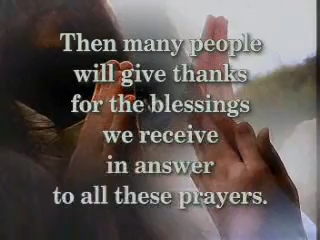 Then many people
will give thanks
for the blessings
we receive
in answer
to all these prayers.